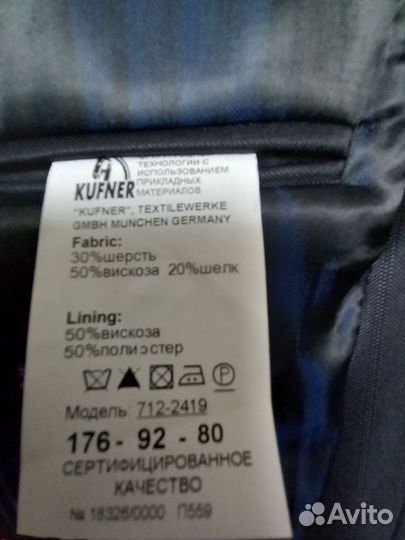 KUFNER
ТЕХНОЛОГИИ С
ИСПОЛЬЗОВАНИЕМ
ПРИКЛАДНЫХ
МАТЕРИАЛОВ
"KUFNER", TEXTILEWERKE
GMBH MUNCHEN GERMANY
Fabric:
30%шерсть
50%вискоза 20%шелк
Lining:
50%вискоза
50%полиэстер
P
Модель: 712-2419
176- 92 - 80
СЕРТИФИЦИРОВАННОЕ
КАЧЕСТВО
№ 18326/0000 П559
Avito